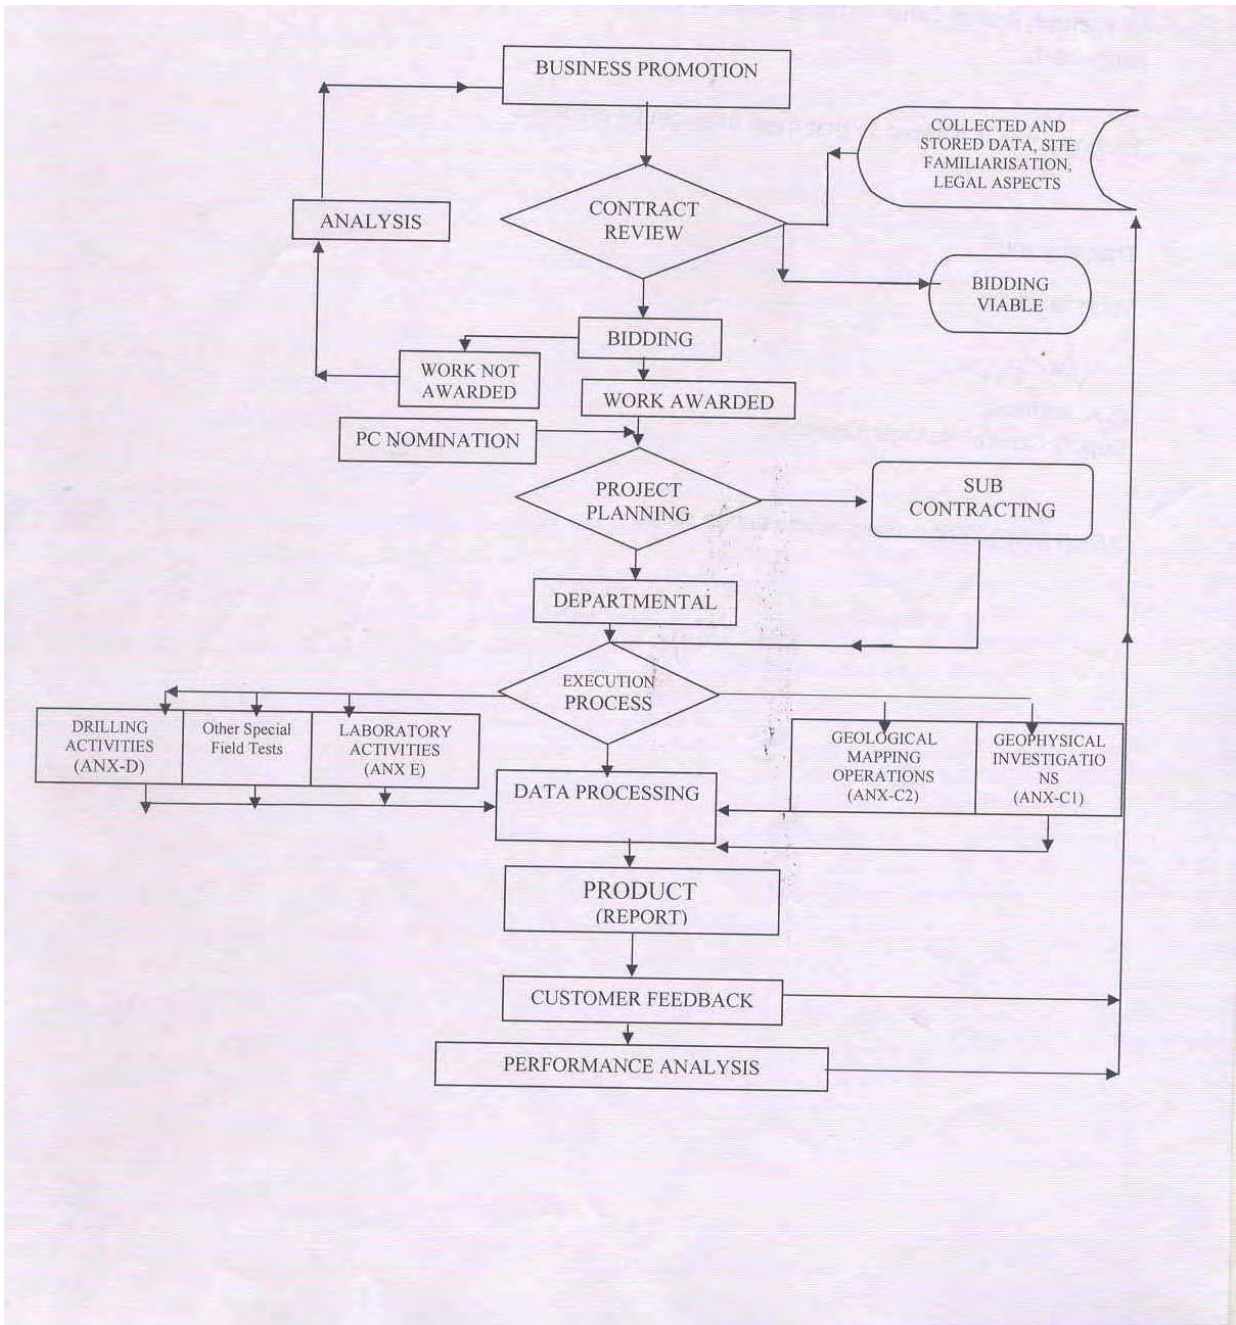 BUSINESS PROMOTION
COLLECTED AND
STORED DATA, SITE
FAMILIARISATION,
LEGAL ASPECTS
ANALYSIS
CONTRACT
REVIEW
BIDDING
VIABLE
BIDDING
WORK NOT
AWARDED
WORK AWARDED
PC NOMINATION
PROJECT
PLANNING
SUB
CONTRACTING
DEPARTMENTAL
EXECUTION
PROCESS
DRILLING
ACTIVITIES
(ANX-D)
Other Special
Field Tests
LABORATORY
ACTIVITIES
(ANX E)
GEOLOGICAL
MAPPING
OPERATIONS
(ANX-C2)
GEOPHYSICAL
INVESTIGATIO
NS
(ANX-C1)
DATA PROCESSING
PRODUCT
(REPORT)
CUSTOMER FEEDBACK
PERFORMANCE ANALYSIS